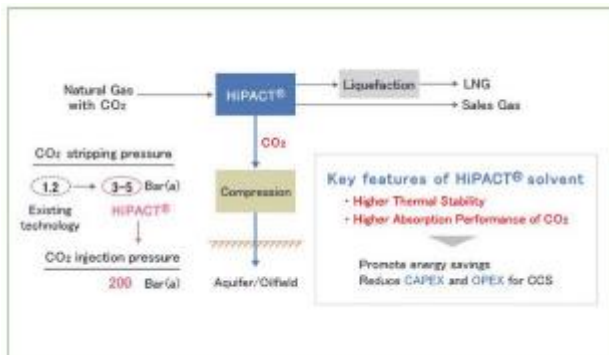 Natural Gas
with CO₂
HiPACT®
Liquefaction
LNG
Sales Gas
CO₂
CO₂ stripping pressure
1.2
3-5 Bar(a)
Existing
technology
HiPACT®
Compression
CO₂ injection pressure
200 Bar(a)
Aquifer/Oilfield
Key features of HiPACT® solvent
・Higher Thermal Stability
・Higher Absorption Performance of CO₂
Promote energy savings
Reduce CAPEX and OPEX for CCS